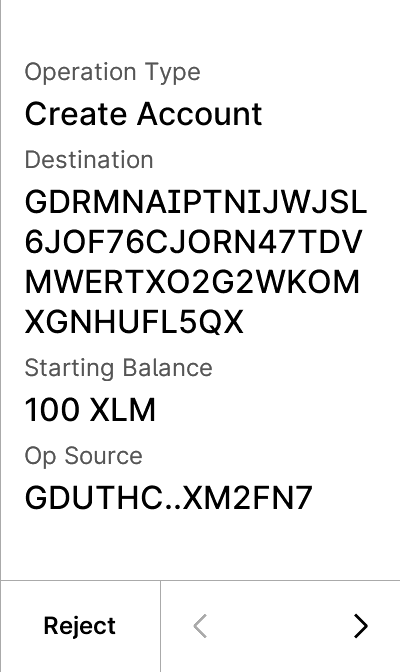 Operation Type
Create Account
Destination
GDRMNAIPTNIJWJSL
6JOF76CJORN47TDV
MWERTXO2G2WKOM
XGNHUFL5QX
Starting Balance
100 XLM
Op Source
GDUTHC..XM2FN7
Reject